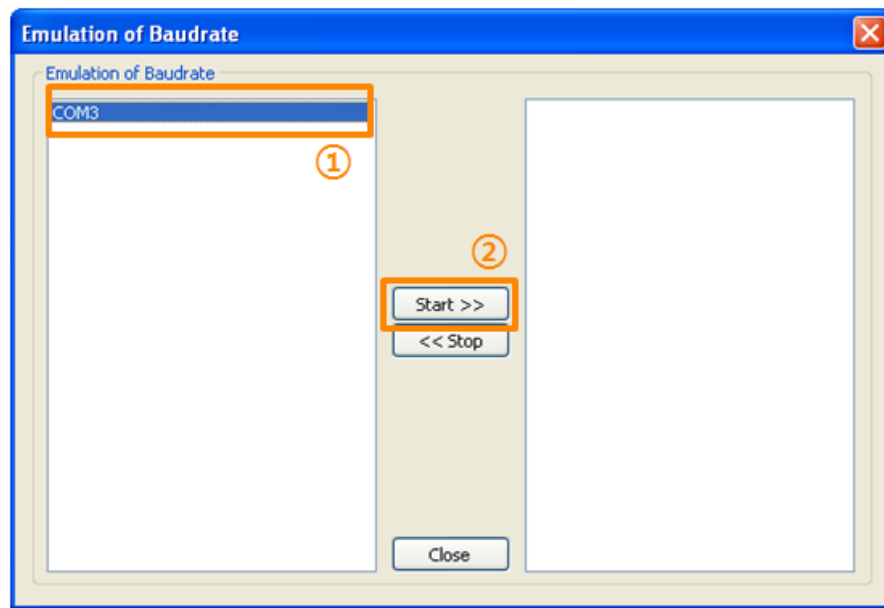 Emulation of Baudrate
Emulation of Baudrate
COM3
①
②
Start >>
<< Stop
Close